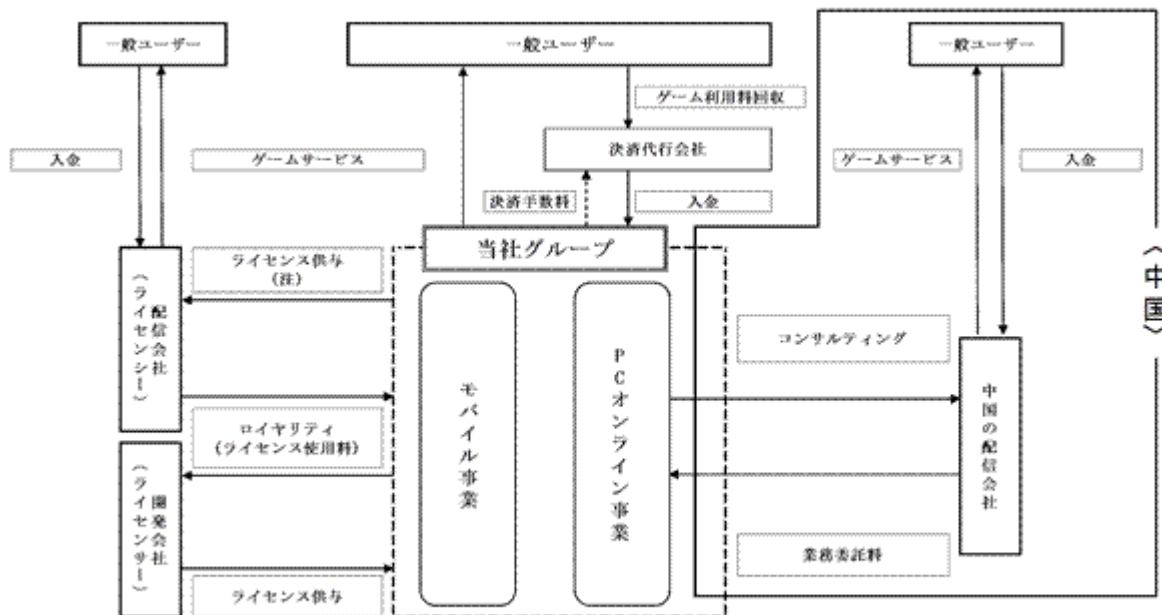 一般ユーザー
一般ユーザー
一般ユーザー
ゲーム利用料回収
決済代行会社
入金
ゲームサービス
ゲームサービス
入金
決済手数料
入金
当社グループ
ライセンス供与
(注)
配信会社
(ライセンシー)
モバイル事業
PCオンライン事業
コンサルティング
中国の配信会社
〈中国〉
ロイヤリティ
(ライセンス使用料)
開発会社
(ライセンサー)
業務委託料
ライセンス供与